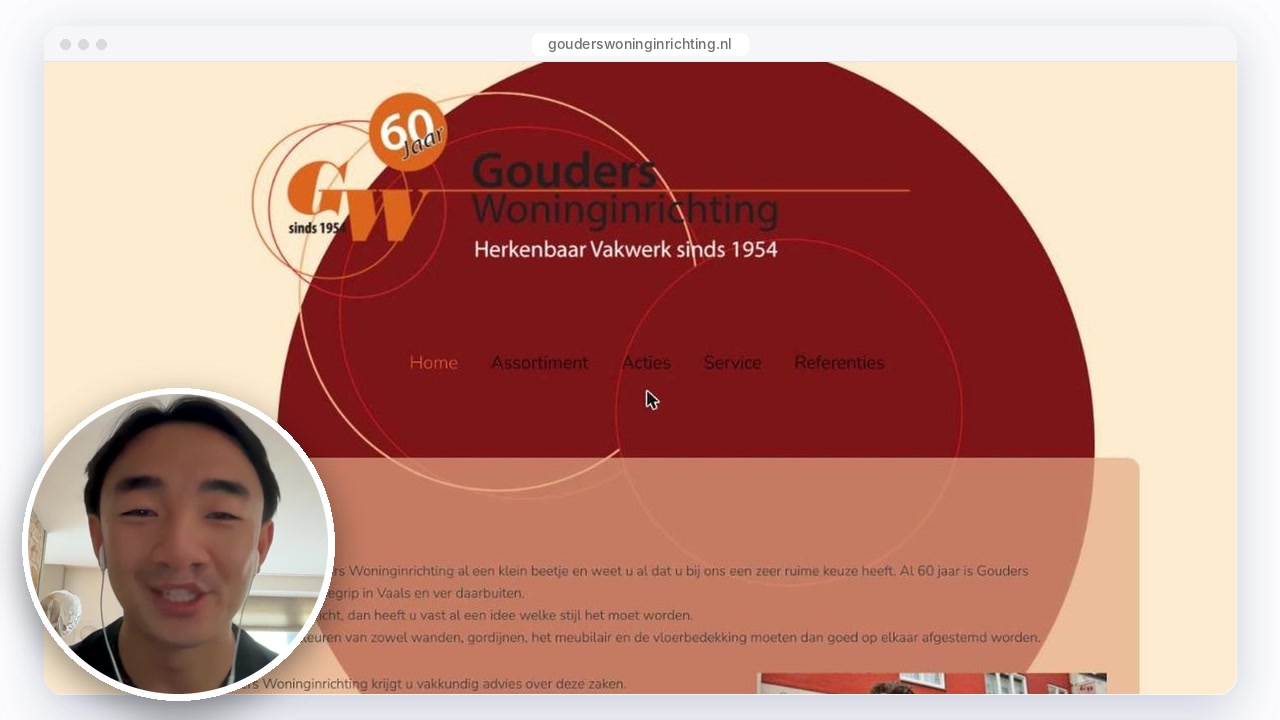 gouderswoninginrichting.nl
60
Jaar
GW
sinds 1954
Gouders
Woninginrichting
Herkenbaar Vakwerk sinds 1954
Home Assortiment Acties Service Referenties
Woninginrichting al een klein beetje en weet u al dat u bij ons een zeer ruime keuze heeft. Al 60 jaar is Gouders
in Vaals en ver daarbuiten.
dan heeft u vast al een idee welke stijl het moet worden.
van zowel wanden, gordijnen, het meubilair en de vloerbedekking moeten dan goed op elkaar afgestemd worden.
Woninginrichting krijgt u vakkundig advies over deze zaken.